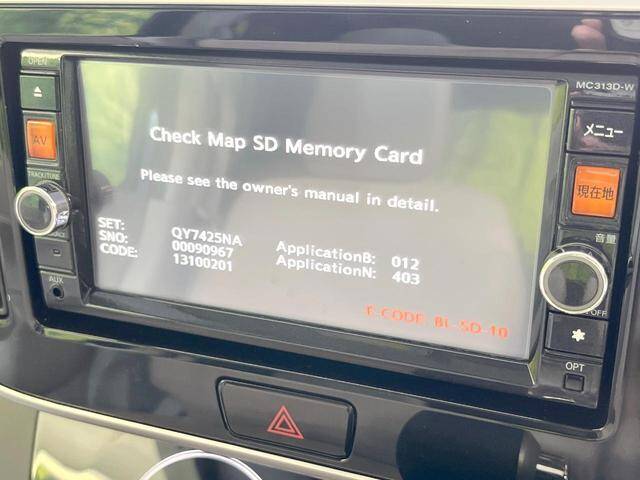 OPEN
MC313D-W
AV
メニュー
TRACK/TUNE
現在地
Check Map SD Memory Card
Please see the owner's manual in detail.
SET: QY7425NA ApplicationB: 012
SNO: 00090967 ApplicationN: 403
CODE: 13100201
E-CODE: BL-SD-10
音量
AUX
OFF
OPT